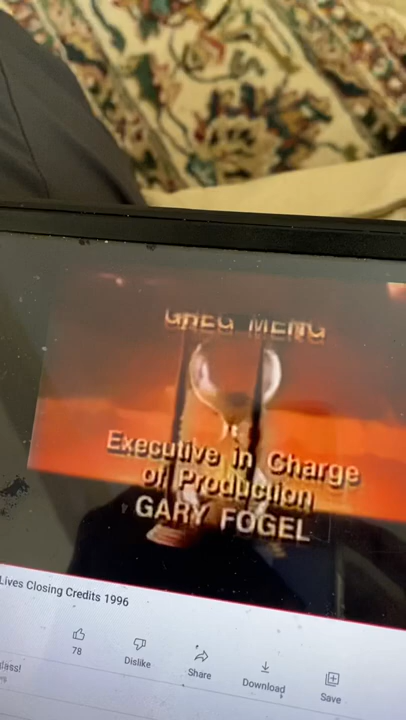 GREG MENG
Executive in Charge
of Production
GARY FOGEL
Lives Closing Credits 1996
78
Dislike
Share
Download
Save